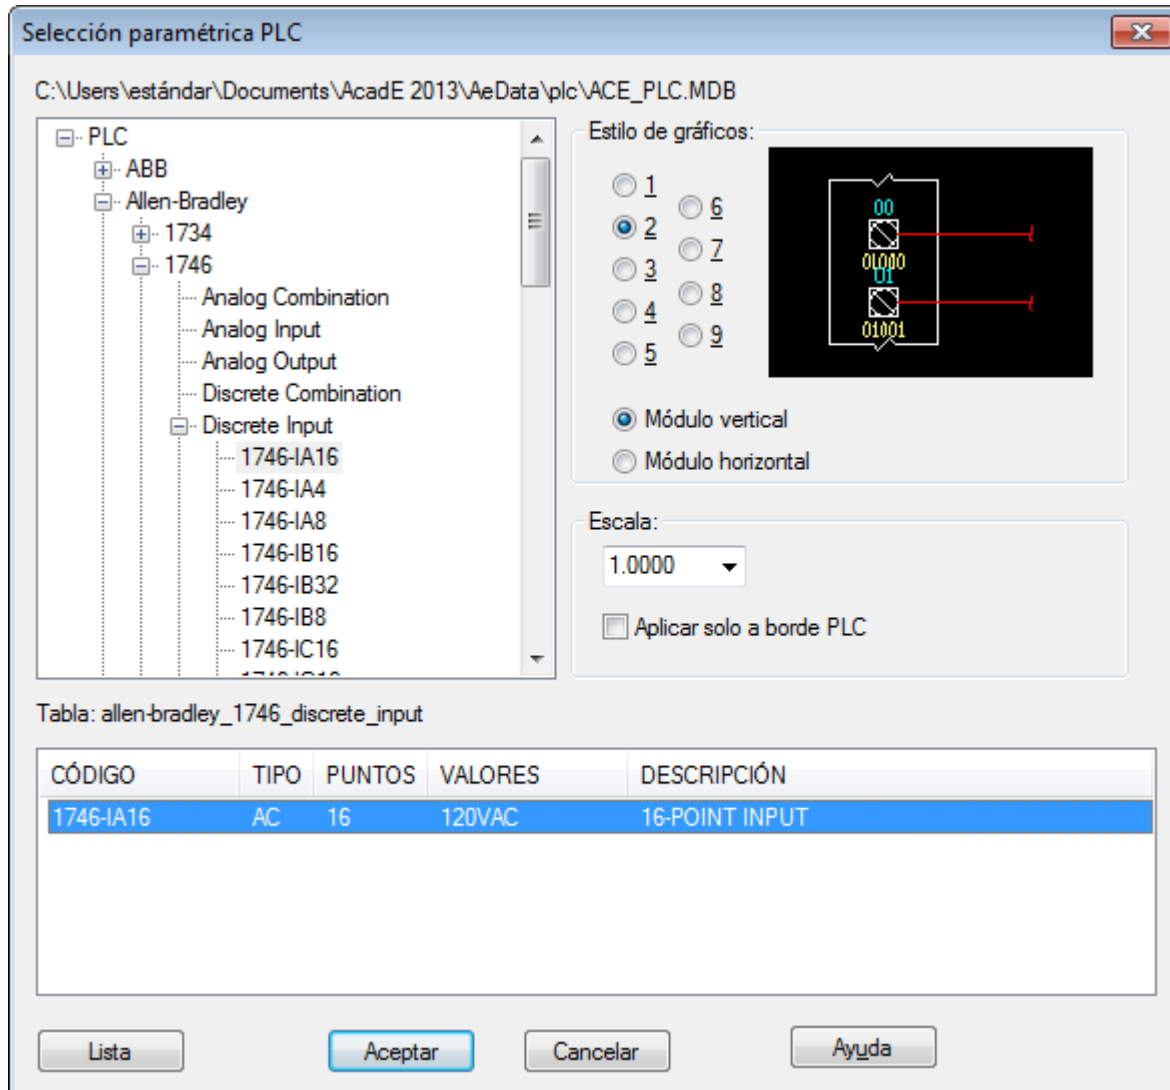 Selección paramétrica PLC
C:\Users\estándar\Documents\AcadE 2013\AeData\plc\ACE_PLC.MDB
PLC
ABB
Allen-Bradley
1734
1746
Analog Combination
Analog Input
Analog Output
Discrete Combination
Discrete Input
1746-IA16
1746-IA4
1746-IA8
1746-IB16
1746-IB32
1746-IB8
1746-IC16
Estilo de gráficos:
1
2
3
4
5
6
7
8
9
00
01000
01
01001
Módulo vertical
Módulo horizontal
Escala:
1.0000
Aplicar solo a borde PLC
Tabla: allen-bradley_1746_discrete_input
CÓDIGO TIPO PUNTOS VALORES DESCRIPCIÓN
1746-IA16 AC 16 120VAC 16-POINT INPUT
Lista Aceptar Cancelar Ayuda